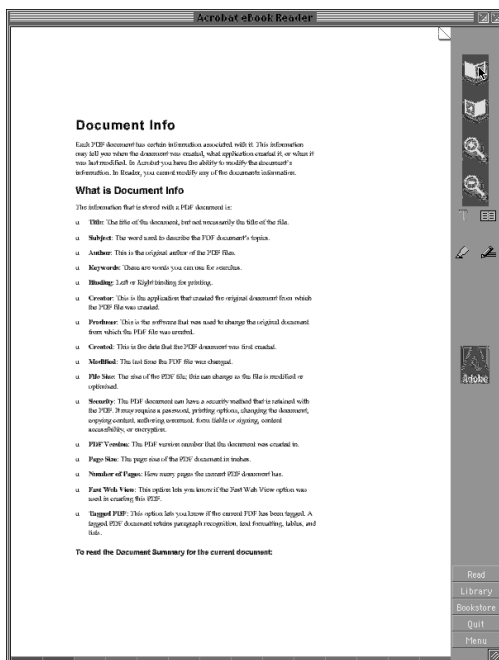 Acrobat eBook Reader
Document Info
Each PDF document has certain information associated with it. This information
may tell you when the document was created, what application created it, or when it
was last modified. In Acrobat you have the ability to modify the document's
information. In Reader, you cannot modify any of the documents information.
What is Document Info
The information that is stored with a PDF document is:
u Title: The title of the document, but not necessarily the title of the file.
u Subject: The word used to describe the PDF document's topics.
u Author: This is the original author of the PDF files.
u Keywords: These are words you can use for searches.
u Binding: Left or Right binding for printing.
u Creator: This is the application that created the original document from which
the PDF file was created.
u Producer: This is the software that was used to change the original document
from which the PDF file was created.
u Created: This is the date that the PDF document was first created.
u Modified: The last time the PDF file was changed.
u File Size: The size of the PDF file; this can change as the file is modified or
optimized.
u Security: The PDF document can have a security method that is retained with
the PDF. It may require a password, printing options, changing the document,
copying content, authoring comment, form fields or signing, content
accessibility, or encryption.
u PDF Version: The PDF version number that the document was created in.
u Page Size: The page size of the PDF document in inches.
u Number of Pages: How many pages the current PDF document has.
u Fast Web View: This option lets you know if the Fast Web View option was
used in creating this PDF.
u Tagged PDF: This option lets you know if the current PDF has been tagged. A
tagged PDF document retains paragraph recognition, text formatting, tables, and
lists.
To read the Document Summary for the current document:
T
Adobe
Read
Library
Bookstore
Quit
Menu